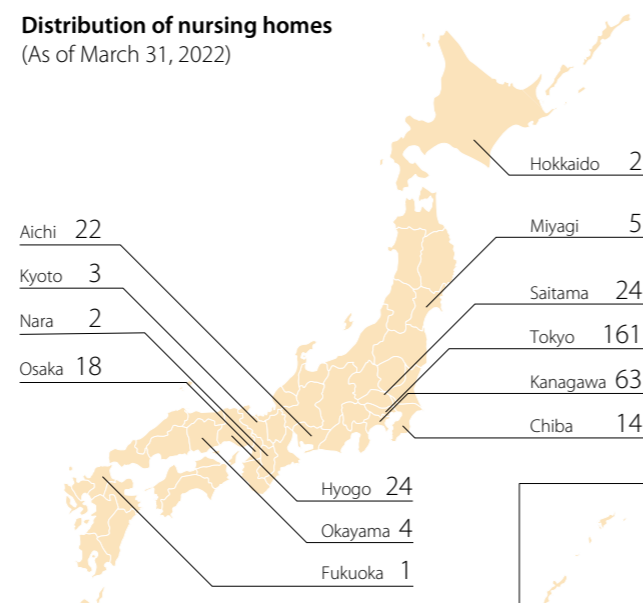 Distribution of nursing homes
(As of March 31, 2022)
Hokkaido 2
Miyagi 5
Saitama 24
Tokyo 161
Kanagawa 63
Chiba 14
Aichi 22
Kyoto 3
Nara 2
Osaka 18
Hyogo 24
Okayama 4
Fukuoka 1